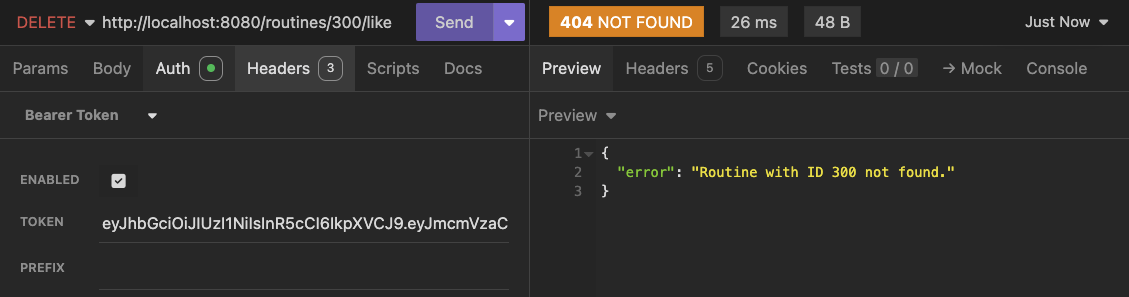 DELETE http://localhost:8080/routines/300/like Send 404 NOT FOUND 26 ms 48 B Just Now
Params Body Auth Headers 3 Scripts Docs Preview Headers 5 Cookies Tests 0 / 0 → Mock Console
Bearer Token Preview
ENABLED
TOKEN eyJhbGciOiJIUzI1NiIsInR5cCI6IkpXVCJ9.eyJmcmVzaC
PREFIX
1 {
2 "error": "Routine with ID 300 not found."
3 }